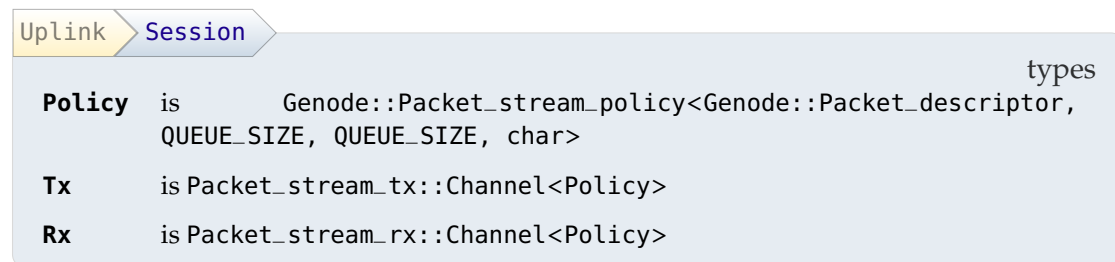 Uplink Session
types
Policy is Genode::Packet_stream_policy<Genode::Packet_descriptor,
QUEUE_SIZE, QUEUE_SIZE, char>
Tx is Packet_stream_tx::Channel<Policy>
Rx is Packet_stream_rx::Channel<Policy>